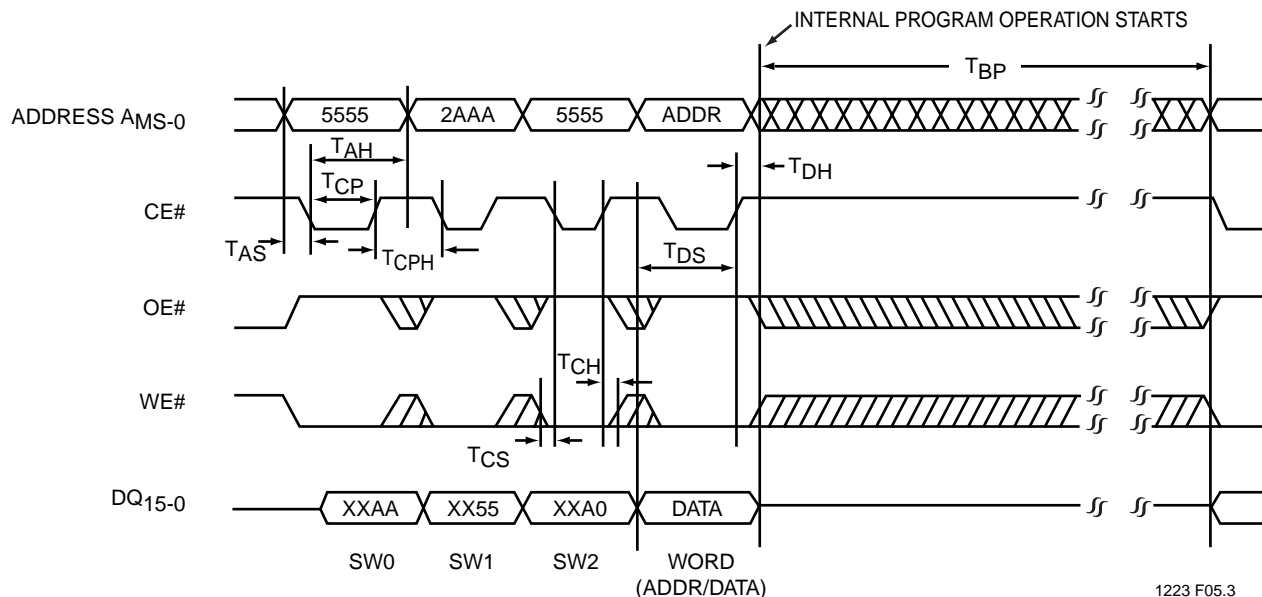 INTERNAL PROGRAM OPERATION STARTS
TBP
ADDRESS AMS-0
5555
2AAA
5555
ADDR
TAH
TDH
TCP
CE#
TAS
TCPH
TDS
OE#
TCH
WE#
TCS
DQ15-0
XXAA
XX55
XXA0
DATA
SW0
SW1
SW2
WORD
(ADDR/DATA)
1223 F05.3